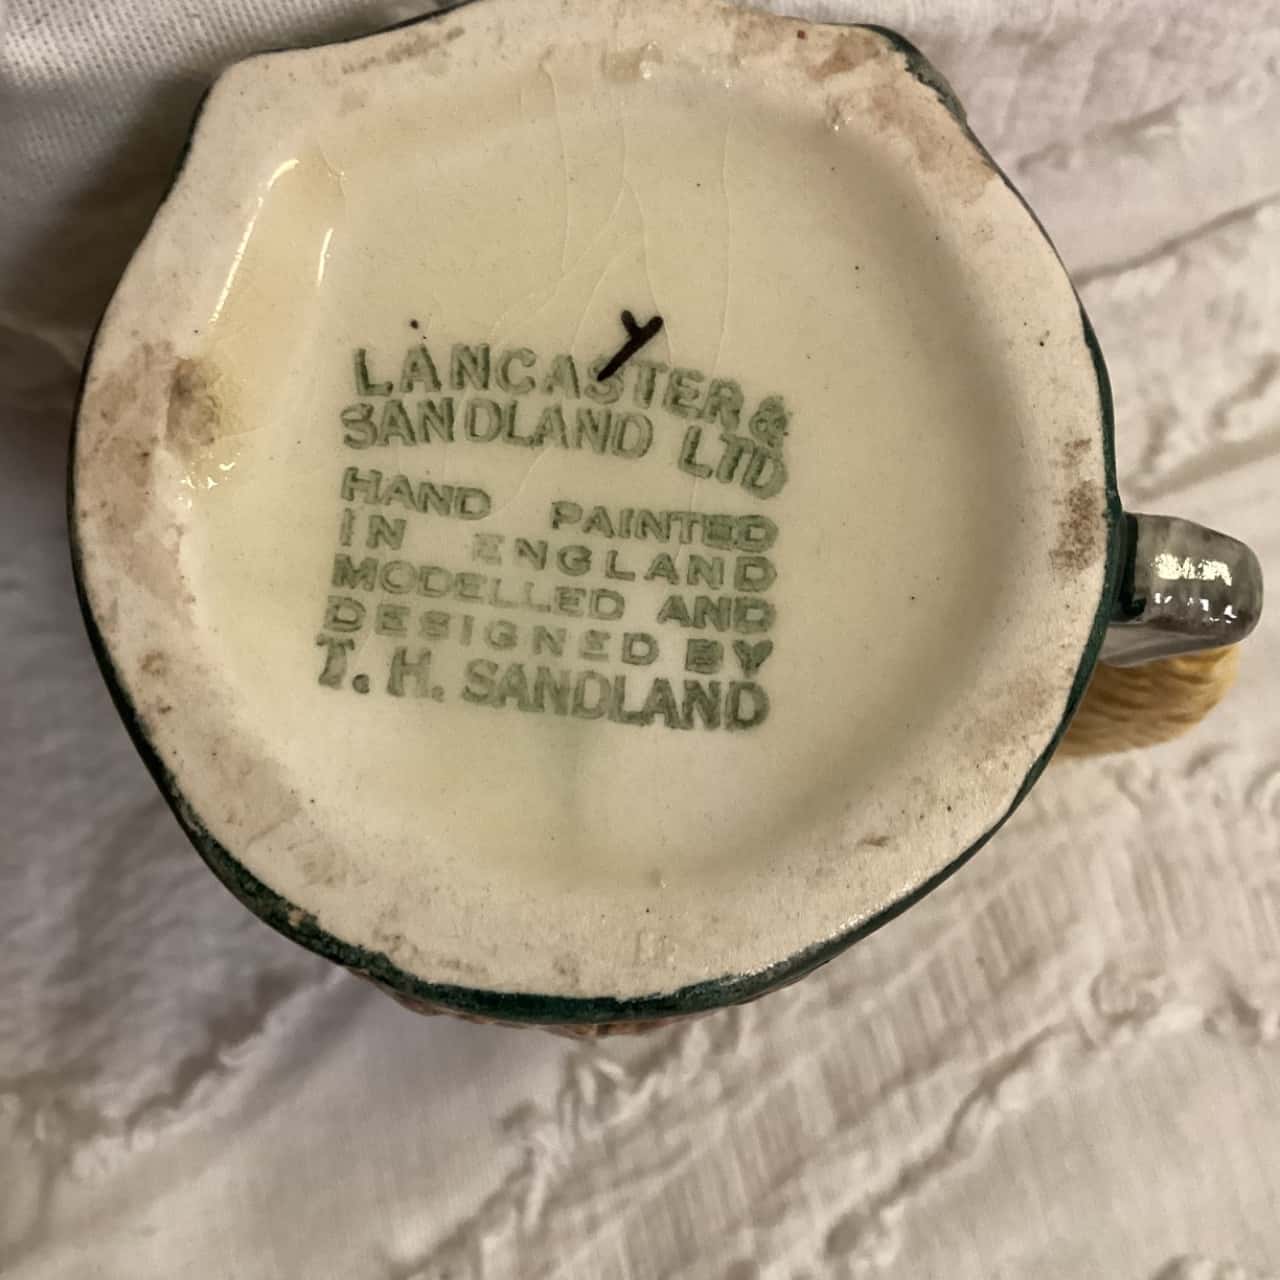 Y
LANCASTER &
SANDLAND LTD
HAND PAINTED
IN ENGLAND
MODELLED AND
DESIGNED BY
T. H. SANDLAND